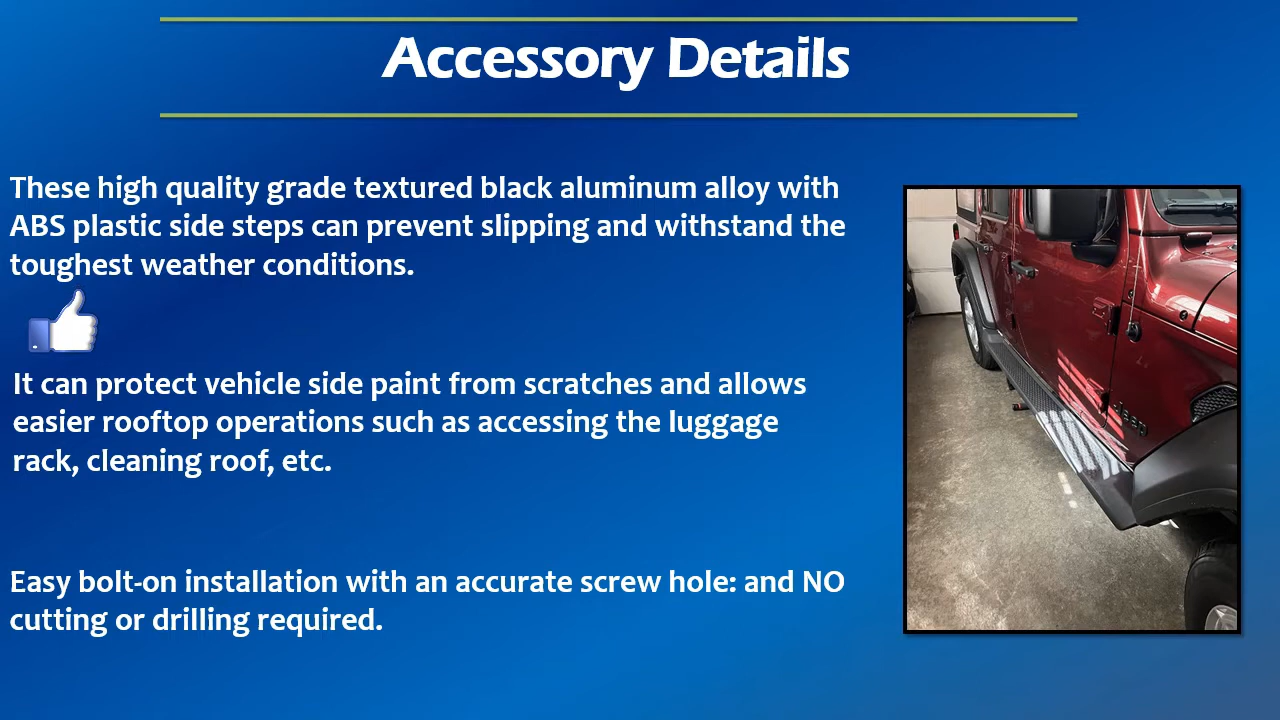 Accessory Details
These high quality grade textured black aluminum alloy with
ABS plastic side steps can prevent slipping and withstand the
toughest weather conditions.
It can protect vehicle side paint from scratches and allows
easier rooftop operations such as accessing the luggage
rack, cleaning roof, etc.
Easy bolt-on installation with an accurate screw hole: and NO
cutting or drilling required.
Jeep